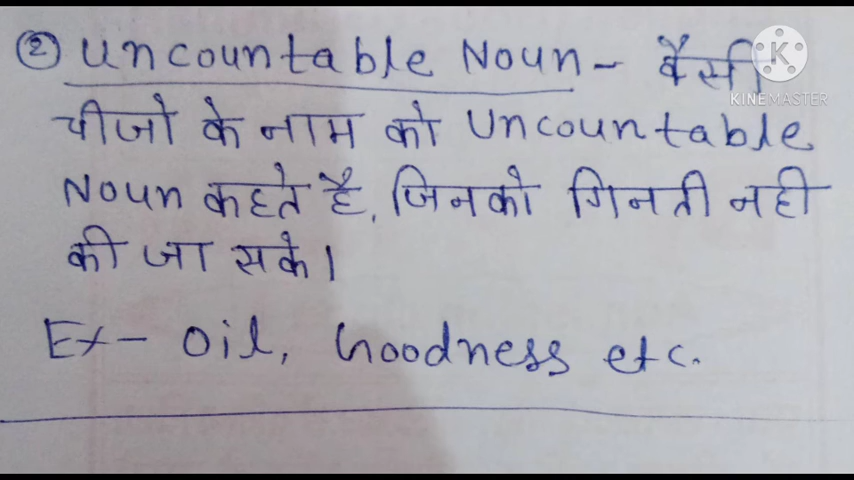 ② Uncountable Noun - वैसी
चीजो के नाम को Uncountable
Noun कहते है, जिनको गिनती नही
की जा सके।
Ex- Oil, Goodness etc.
KINEMASTER